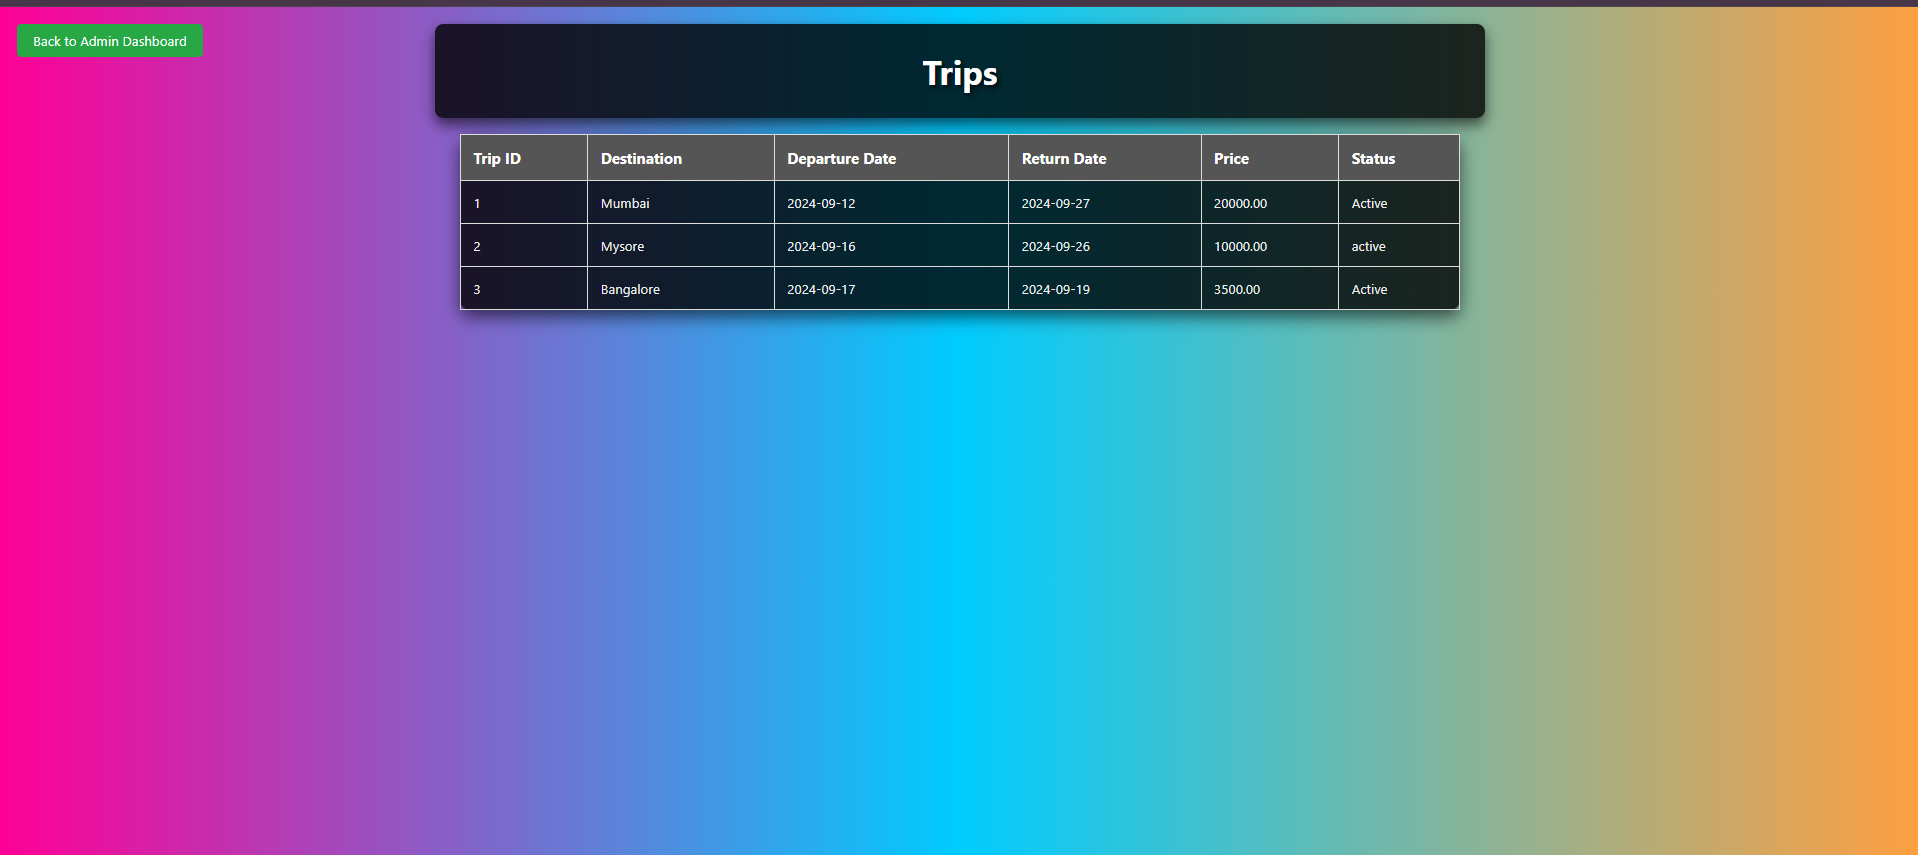 Back to Admin Dashboard
Trips
Trip ID Destination Departure Date Return Date Price Status
1 Mumbai 2024-09-12 2024-09-27 20000.00 Active
2 Mysore 2024-09-16 2024-09-26 10000.00 active
3 Bangalore 2024-09-17 2024-09-19 3500.00 Active